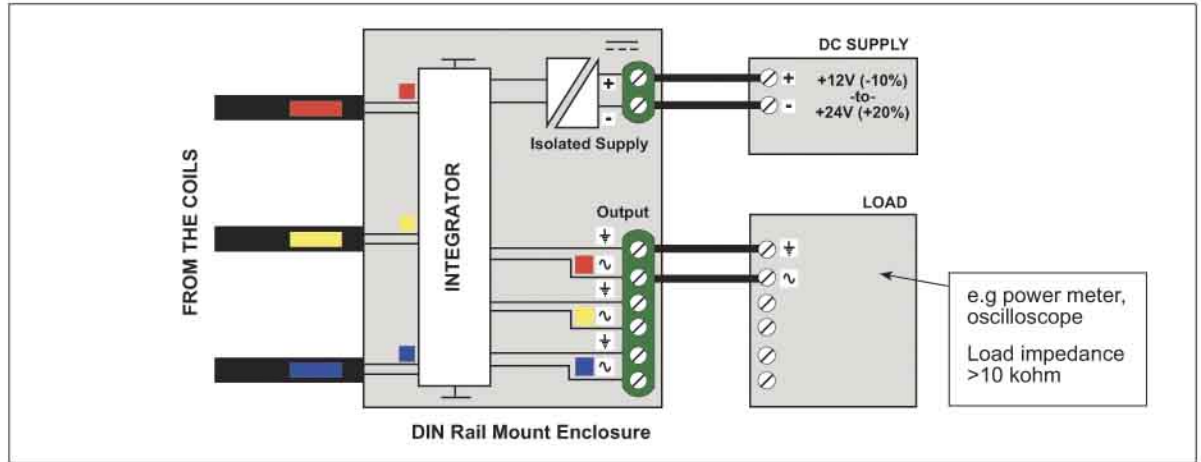 FROM THE COILS
INTEGRATOR
+
-
Isolated Supply
Output
DIN Rail Mount Enclosure
DC SUPPLY
+
-
+12V (-10%)
-to-
+24V (+20%)
LOAD
e.g power meter,
oscilloscope
Load impedance
>10 kohm